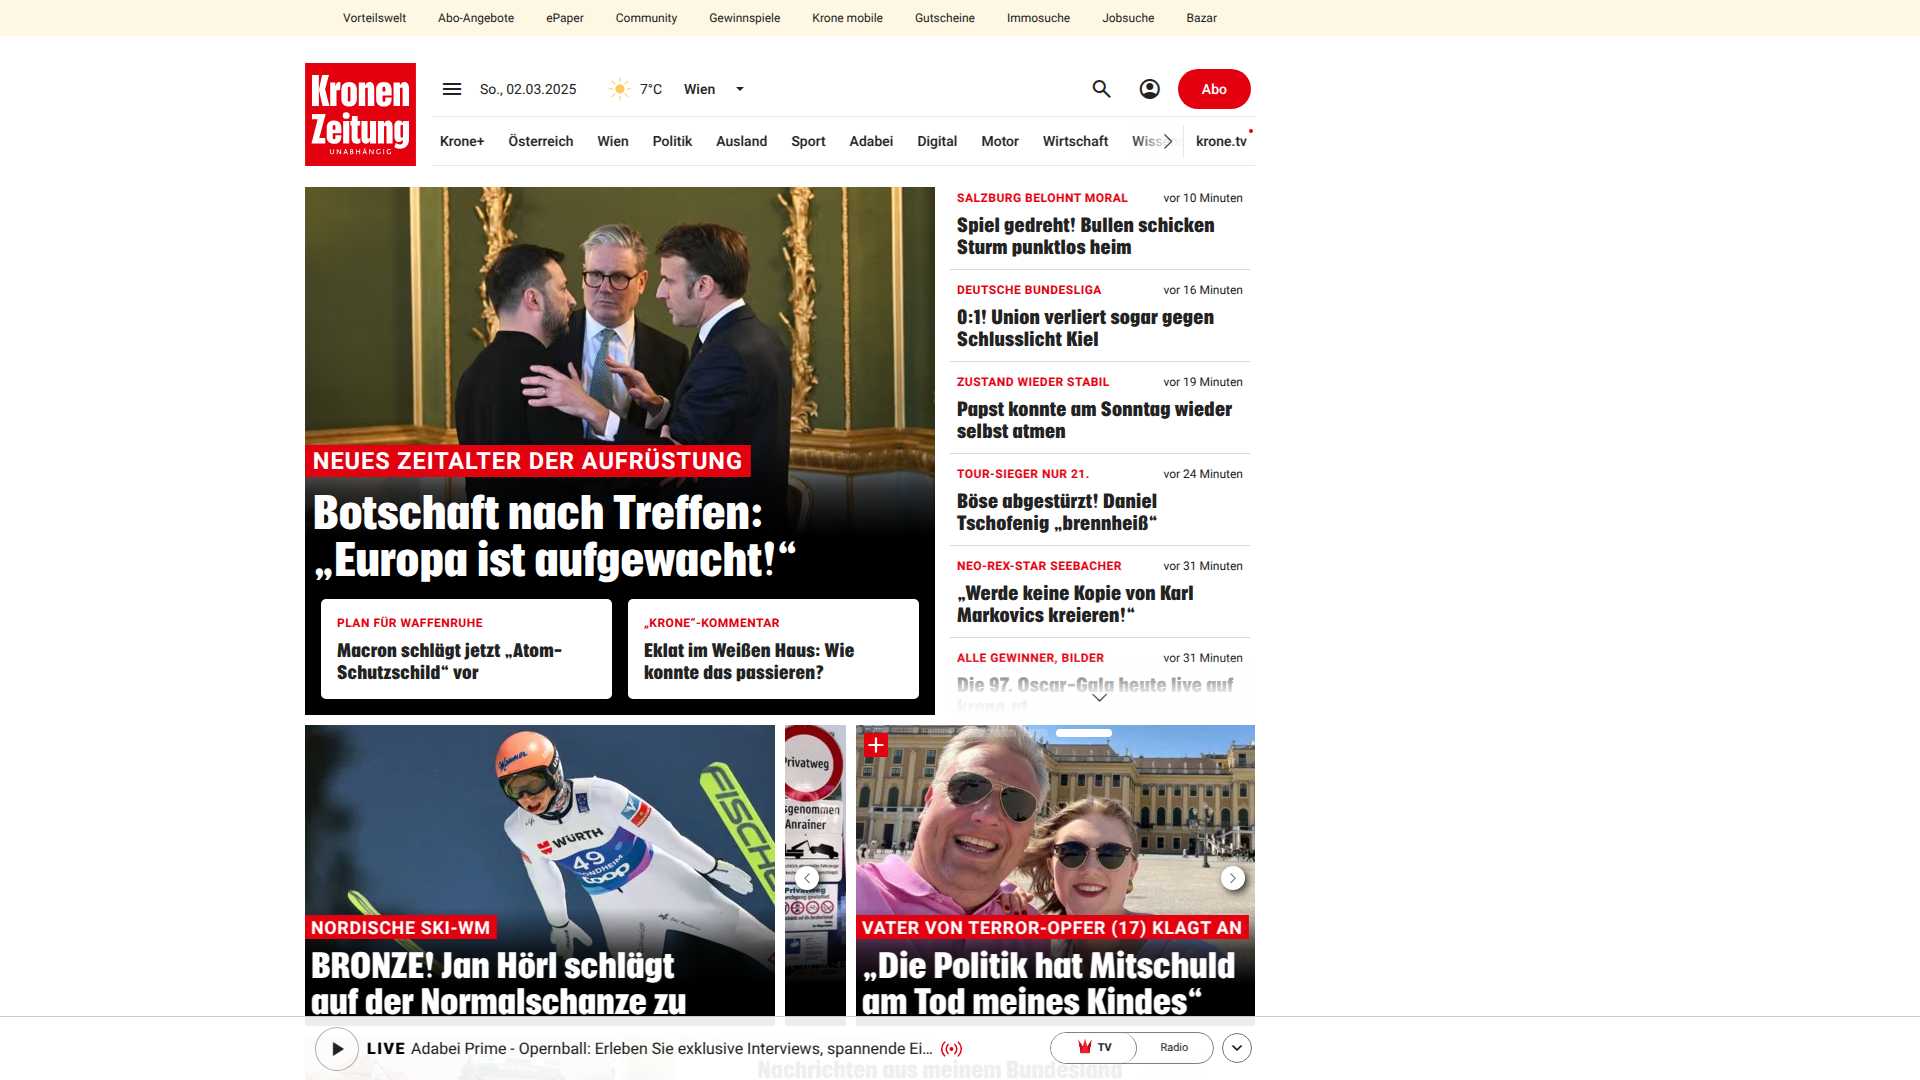 Vorteilswelt Abo-Angebote ePaper Community Gewinnspiele Krone mobile Gutscheine Immosuche Jobsuche Bazar
Kronen
Zeitung
UNABHÄNGIG
So., 02.03.2025 7°C Wien
Abo
Krone+ Österreich Wien Politik Ausland Sport Adabei Digital Motor Wirtschaft krone.tv
NEUES ZEITALTER DER AUFRÜSTUNG
Botschaft nach Treffen:
„Europa ist aufgewacht!“
PLAN FÜR WAFFENRUHE
Macron schlägt jetzt „Atom-
Schutzschild“ vor
„KRONE“-KOMMENTAR
Eklat im Weißen Haus: Wie
konnte das passieren?
SALZBURG BELOHNT MORAL vor 10 Minuten
Spiel gedreht! Bullen schicken
Sturm punktlos heim
DEUTSCHE BUNDESLIGA vor 16 Minuten
0:1! Union verliert sogar gegen
Schlusslicht Kiel
ZUSTAND WIEDER STABIL vor 19 Minuten
Papst konnte am Sonntag wieder
selbst atmen
TOUR-SIEGER NUR 21. vor 24 Minuten
Böse abgestürzt! Daniel
Tschofenig „brennheiß“
NEO-REX-STAR SEEBACHER vor 31 Minuten
„Werde keine Kopie von Karl
Markovics kreieren!“
ALLE GEWINNER, BILDER vor 31 Minuten
Die 97. Oscar-Gala heute live auf
krone.at
WÜRTH
49
coop
FISCHER
NORDISCHE SKI-WM
BRONZE! Jan Hörl schlägt
auf der Normalschanze zu
Privatweg
Anrainer
VATER VON TERROR-OPFER (17) KLAGT AN
„Die Politik hat Mitschuld
am Tod meines Kindes“
LIVE Adabei Prime - Opernball: Erleben Sie exklusive Interviews, spannende Ei...
TV Radio
Nachrichten aus meinem Bundesland